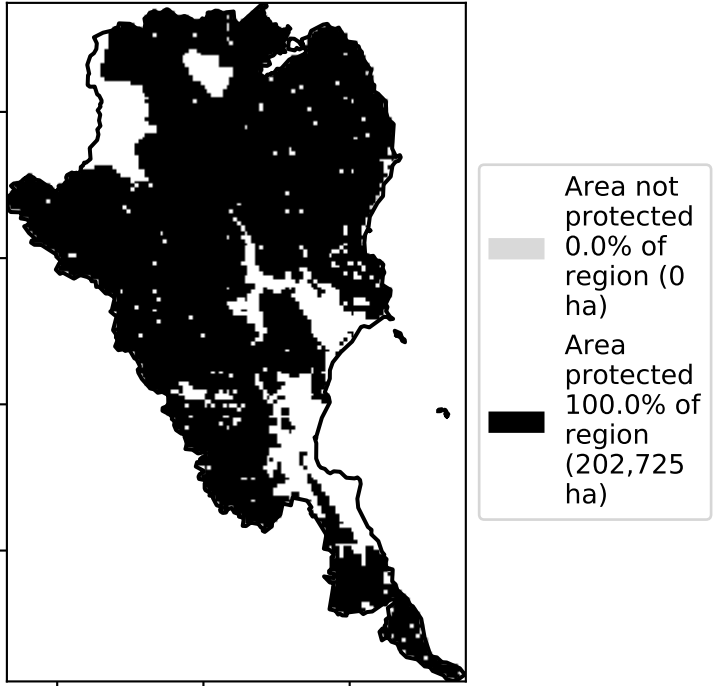 Area not
protected
0.0% of
region (0
ha)
Area
protected
100.0% of
region
(202,725
ha)